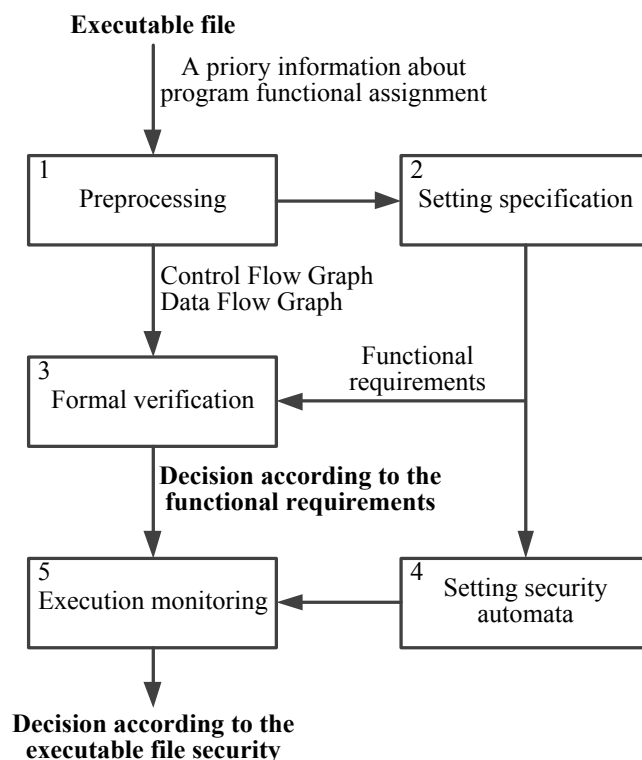 Executable file
A priory information about
program functional assignment
1
Preprocessing
2
Setting specification
Control Flow Graph
Data Flow Graph
3
Formal verification
Functional
requirements
Decision according to the
functional requirements
5
Execution monitoring
4
Setting security
automata
Decision according to the
executable file security